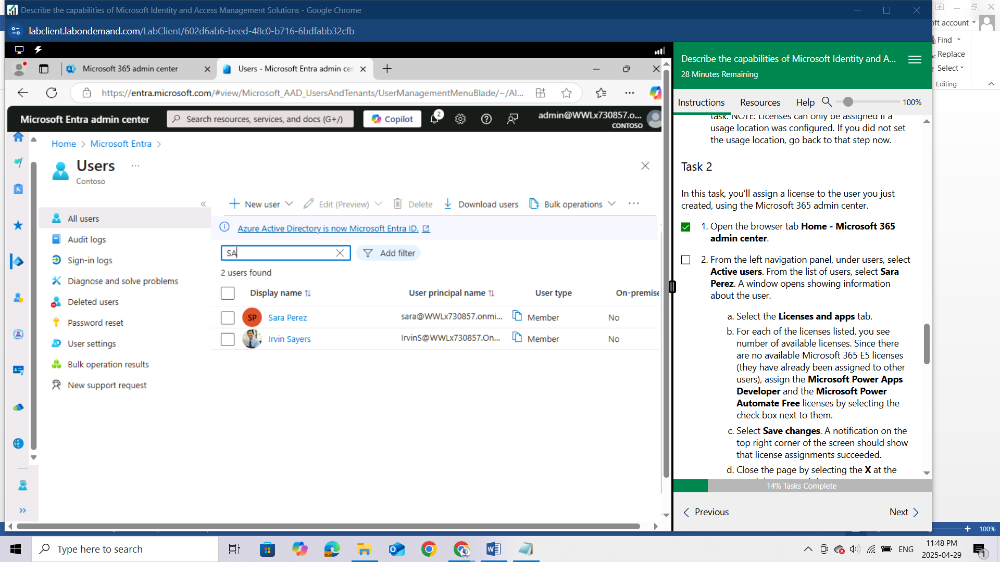 Describe the capabilities of Microsoft Identity and Access Management Solutions - Google Chrome
labclient.labondemand.com/LabClient/602d6ab6-beed-48c0-b716-6bdfabb32cfb
Microsoft 365 admin center
Users - Microsoft Entra admin cer
https://entra.microsoft.com/#view/Microsoft_AAD_UsersAndTenants/UserManagementMenuBlade/~/Al...
Microsoft Entra admin center
Search resources, services, and docs (G+/)
Copilot
2
admin@WWLx730857.o...
CONTOSO
Home > Microsoft Entra >
Users ...
Contoso
All users
Audit logs
Sign-in logs
Diagnose and solve problems
Deleted users
Password reset
User settings
Bulk operation results
New support request
New user
Edit (Preview)
Delete
Download users
Bulk operations
...
Azure Active Directory is now Microsoft Entra ID.
SA
Add filter
2 users found
Display name
User principal name
User type
On-premise
SP
Sara Perez
sara@WWLx730857.onmi...
Member
No
Irvin Sayers
IrvinS@WWLx730857.On...
Member
No
Describe the capabilities of Microsoft Identity and A...
28 Minutes Remaining
Instructions
Resources
Help
100%
task. NOTE: Licenses can only be assigned if a
usage location was configured. If you did not set
the usage location, go back to that step now.
Task 2
In this task, you'll assign a license to the user you just
created, using the Microsoft 365 admin center.
1. Open the browser tab Home - Microsoft 365
admin center.
2. From the left navigation panel, under users, select
Active users. From the list of users, select Sara
Perez. A window opens showing information
about the user.
a. Select the Licenses and apps tab.
b. For each of the licenses listed, you see
number of available licenses. Since there
are no available Microsoft 365 E5 licenses
(they have already been assigned to other
users), assign the Microsoft Power Apps
Developer and the Microsoft Power
Automate Free licenses by selecting the
check box next to them.
c. Select Save changes. A notification on the
top right corner of the screen should show
that license assignments succeeded.
d. Close the page by selecting the X at the
14% Tasks Complete
Previous
Next
oft account
Find
Replace
Select
Editing
100%
Type here to search
ENG
11:48 PM
2025-04-29
1